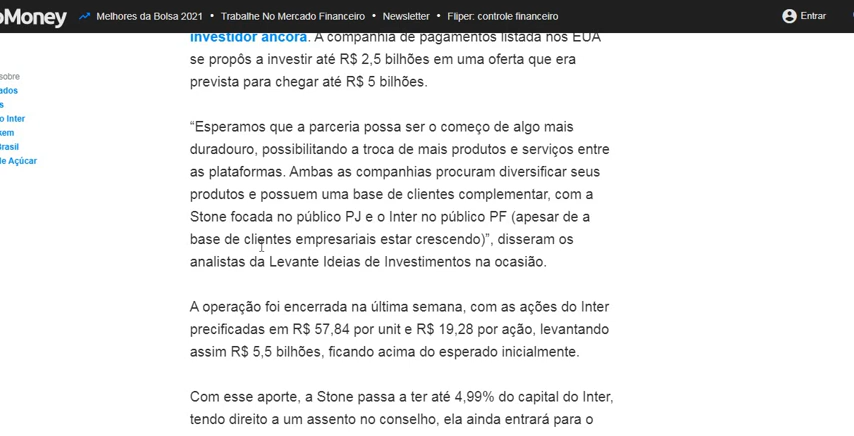 oMoney
Melhores da Bolsa 2021 • Trabalhe No Mercado Financeiro • Newsletter • Fliper: controle financeiro
Entrar
investidor âncora. A companhia de pagamentos listada nos EUA
se propôs a investir até R$ 2,5 bilhões em uma oferta que era
prevista para chegar até R$ 5 bilhões.
sobre
ados
s
o Inter
kem
Brasil
de Açúcar
“Esperamos que a parceria possa ser o começo de algo mais
duradouro, possibilitando a troca de mais produtos e serviços entre
as plataformas. Ambas as companhias procuram diversificar seus
produtos e possuem uma base de clientes complementar, com a
Stone focada no público PJ e o Inter no público PF (apesar de a
base de clientes empresariais estar crescendo)”, disseram os
analistas da Levante Ideias de Investimentos na ocasião.
A operação foi encerrada na última semana, com as ações do Inter
precificadas em R$ 57,84 por unit e R$ 19,28 por ação, levantando
assim R$ 5,5 bilhões, ficando acima do esperado inicialmente.
Com esse aporte, a Stone passa a ter até 4,99% do capital do Inter,
tendo direito a um assento no conselho, ela ainda entrará para o